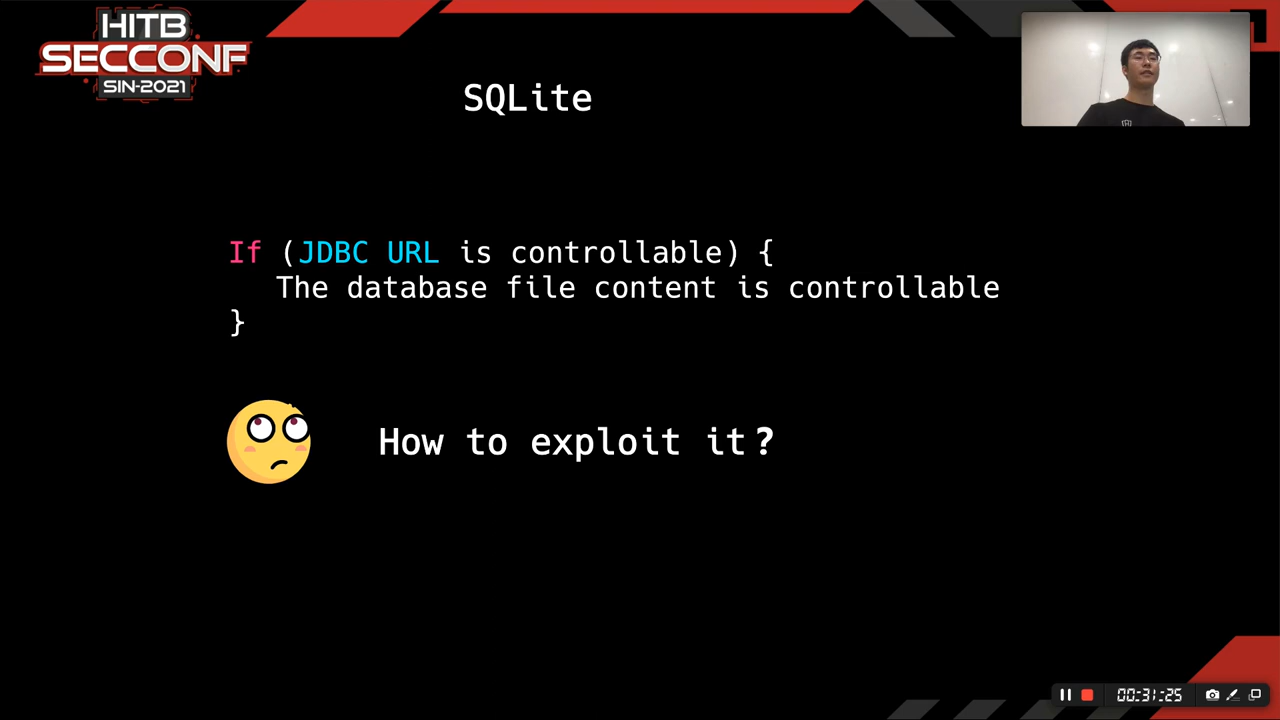 HITB
SECCONF
SIN-2021
SQLite
If (JDBC URL is controllable) {
The database file content is controllable
}
How to exploit it?
00:31:25